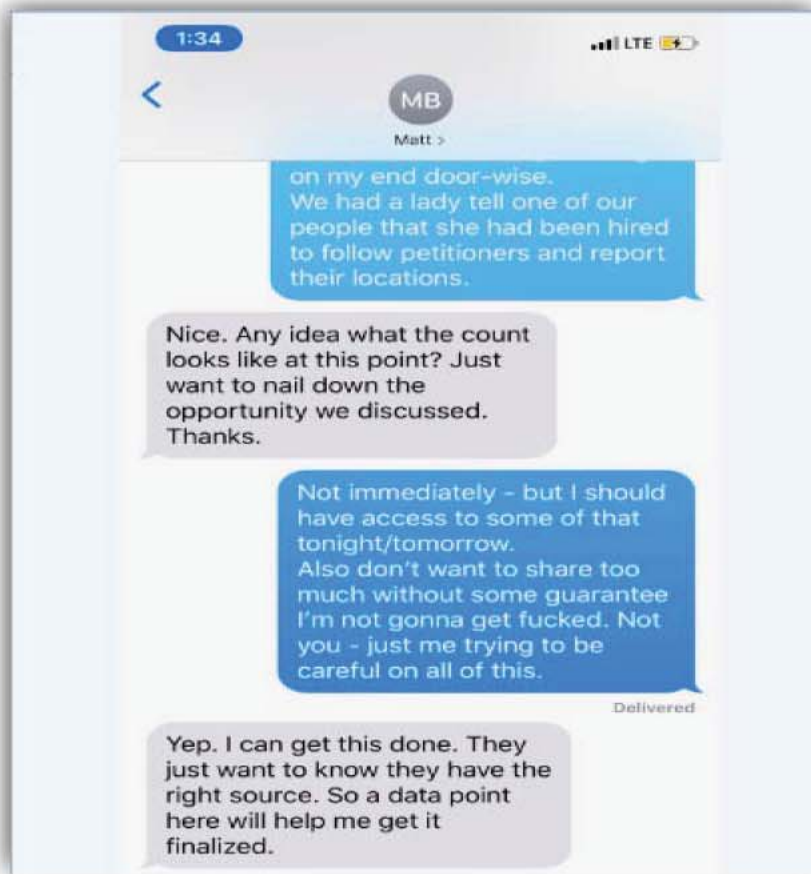 1:34
LTE
MB
Matt >
on my end door-wise.
We had a lady tell one of our
people that she had been hired
to follow petitioners and report
their locations.
Nice. Any idea what the count
looks like at this point? Just
want to nail down the
opportunity we discussed.
Thanks.
Not immediately - but I should
have access to some of that
tonight/tomorrow.
Also don't want to share too
much without some guarantee
I'm not gonna get fucked. Not
you - just me trying to be
careful on all of this.
Delivered
Yep. I can get this done. They
just want to know they have the
right source. So a data point
here will help me get it
finalized.